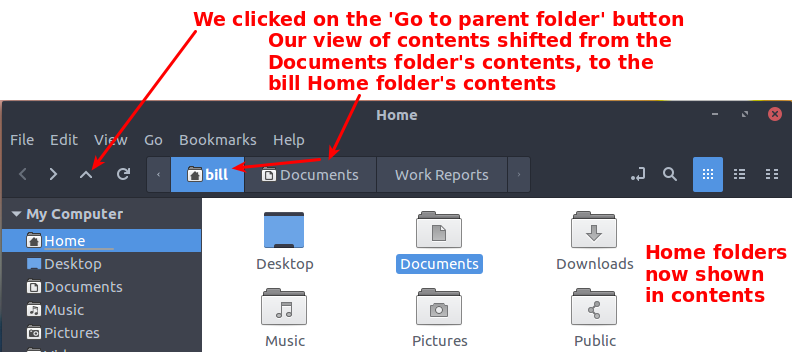 We clicked on the 'Go to parent folder' button
Our view of contents shifted from the
Documents folder's contents, to the
bill Home folder's contents
Home
File Edit View Go Bookmarks Help
bill Documents Work Reports
My Computer
Home
Desktop
Documents
Music
Pictures
Desktop Documents Downloads
Music Pictures Public
Home folders
now shown
in contents